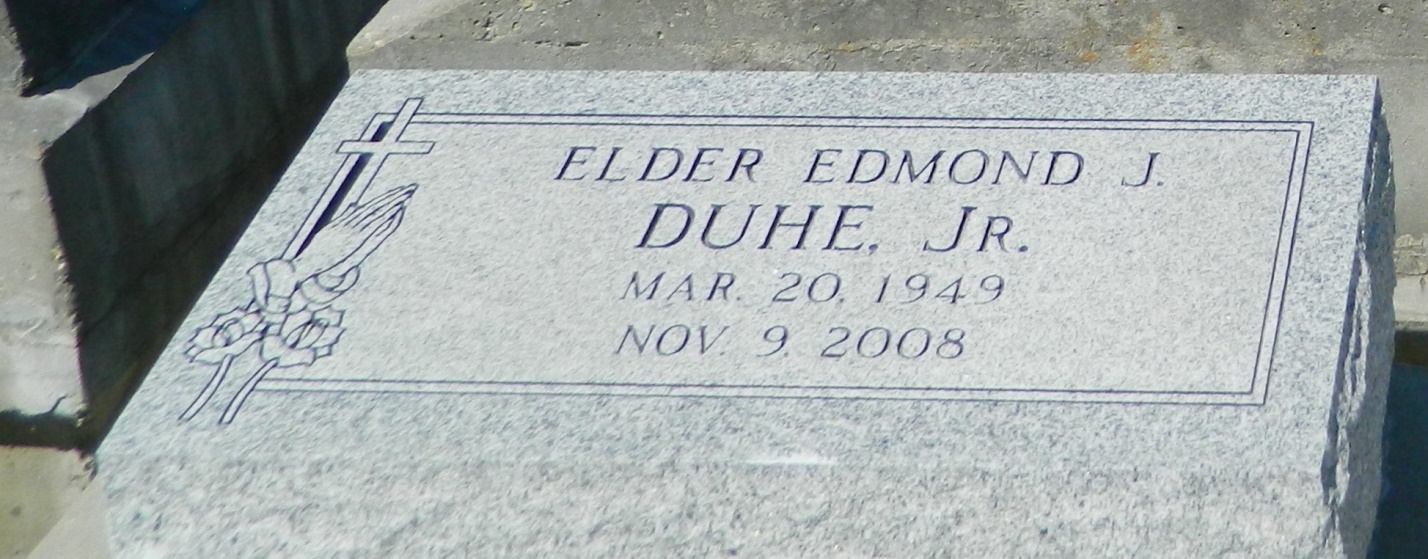 ELDER EDMOND J.
DUHE, JR.
MAR. 20, 1949
NOV. 9, 2008